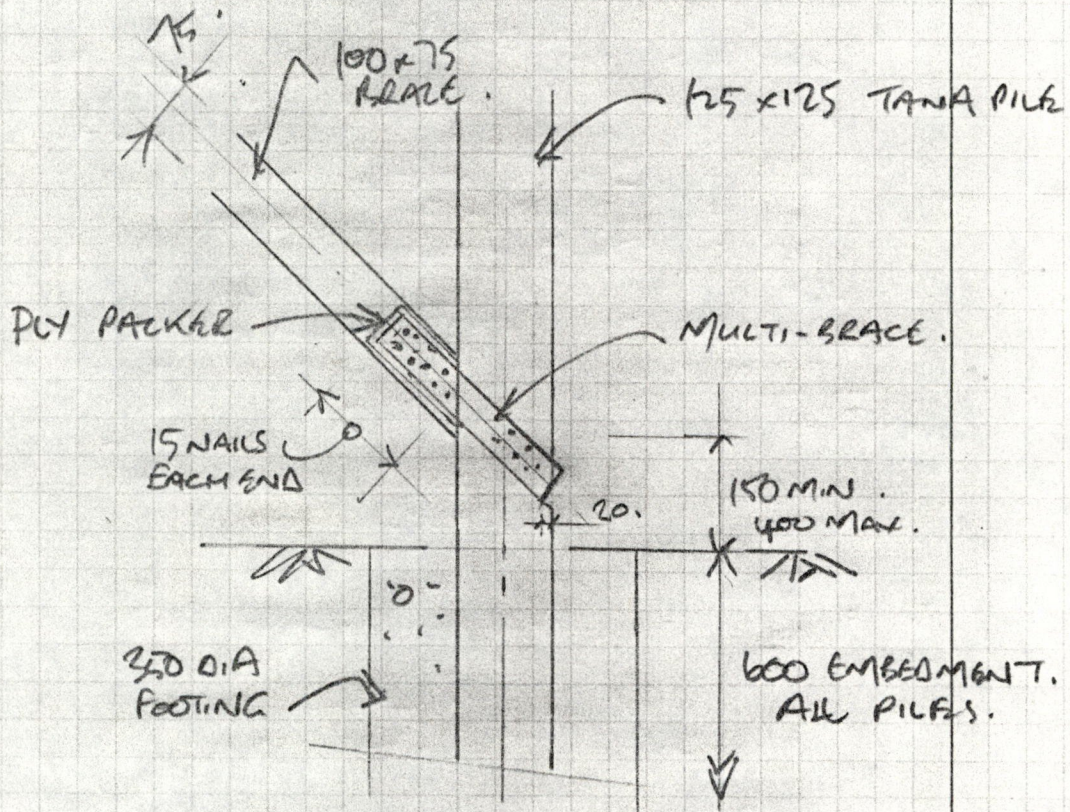 75.
100x75
BRACE.
125x125 TANA PILE
PLY PACKER
MULTI-BRACE.
15 NAILS
EACH END
150 MIN.
400 MAX.
20.
350 DIA
FOOTING
600 EMBEDMENT.
ALL PILES.